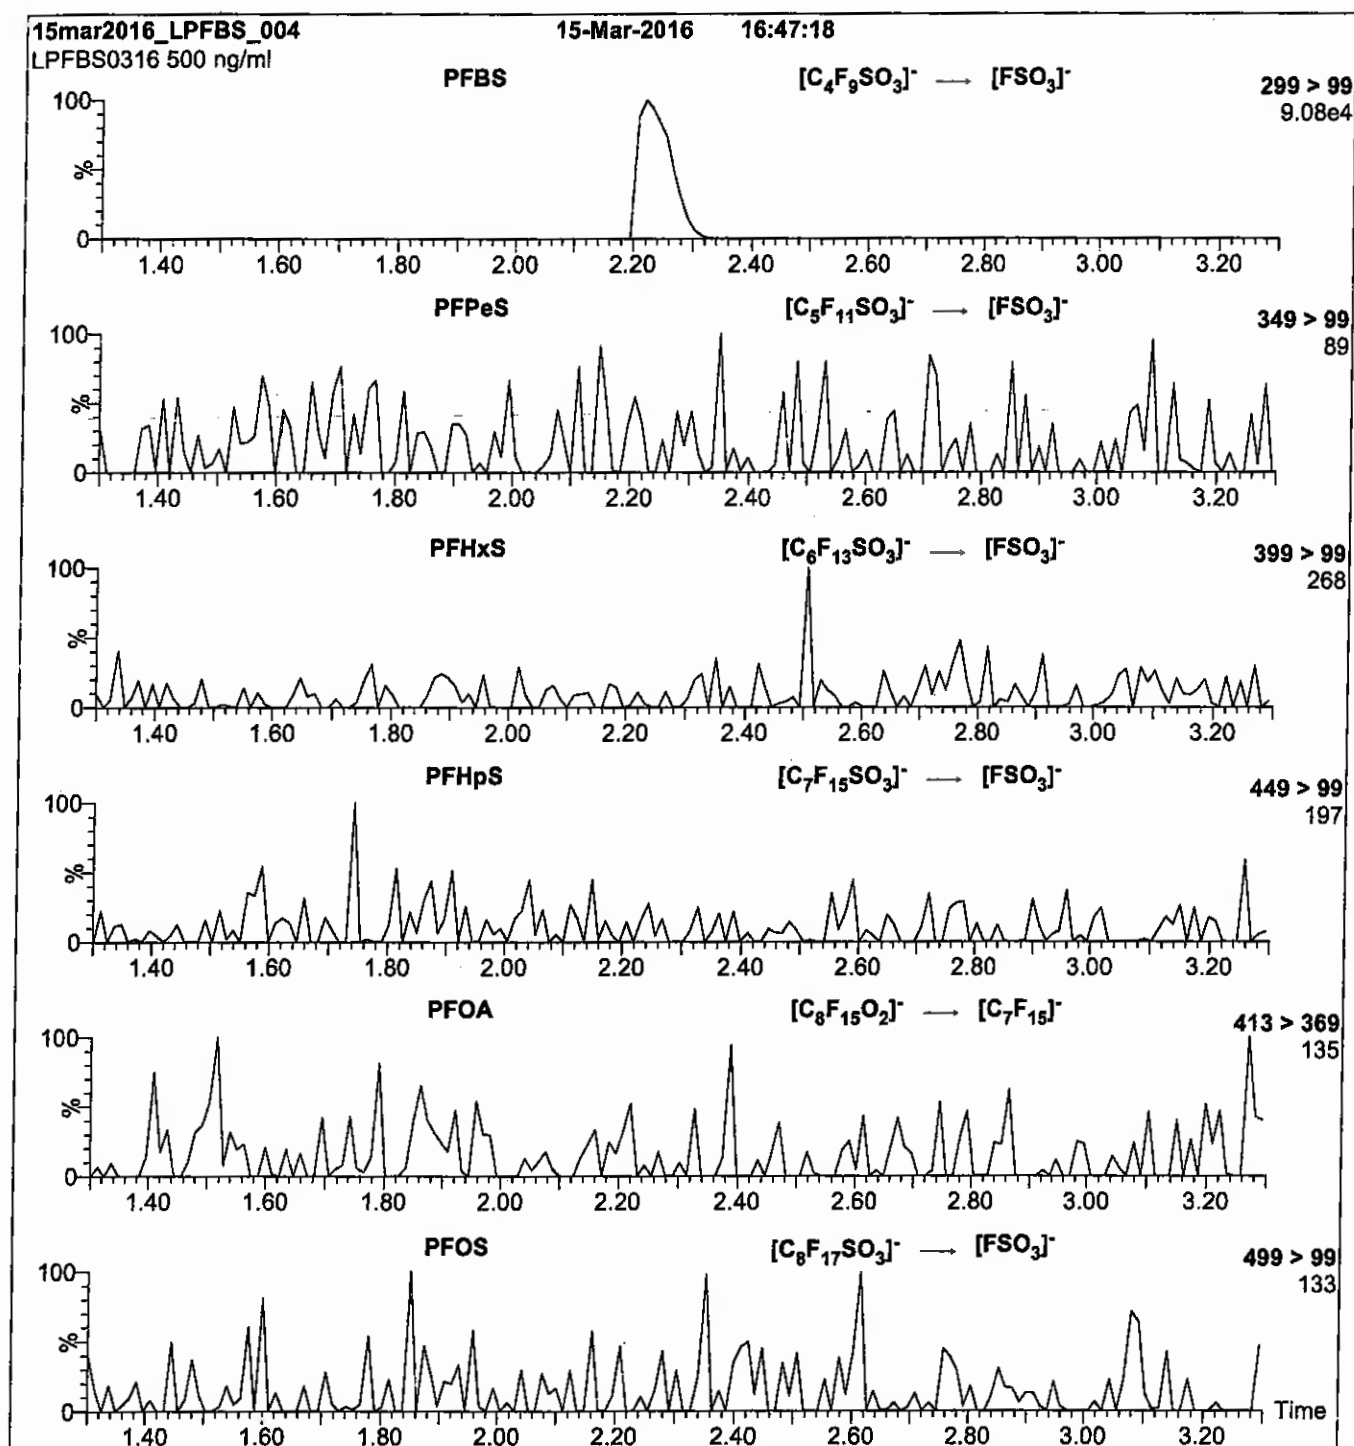 15mar2016_LPFBS_004 15-Mar-2016 16:47:18
LPFBS0316 500 ng/ml
PFBS [C4F9SO3]- → [FSO3]- 299 > 99
9.08e4
100
%
0
1.40 1.60 1.80 2.00 2.20 2.40 2.60 2.80 3.00 3.20
PFPeS [C5F11SO3]- → [FSO3]- 349 > 99
89
100
%
0
1.40 1.60 1.80 2.00 2.20 2.40 2.60 2.80 3.00 3.20
PFHxS [C6F13SO3]- → [FSO3]- 399 > 99
268
100
%
0
1.40 1.60 1.80 2.00 2.20 2.40 2.60 2.80 3.00 3.20
PFHpS [C7F15SO3]- → [FSO3]- 449 > 99
197
100
%
0
1.40 1.60 1.80 2.00 2.20 2.40 2.60 2.80 3.00 3.20
PFOA [C8F15O2]- → [C7F15]- 413 > 369
135
100
%
0
1.40 1.60 1.80 2.00 2.20 2.40 2.60 2.80 3.00 3.20
PFOS [C8F17SO3]- → [FSO3]- 499 > 99
133
100
%
0
Time
1.40 1.60 1.80 2.00 2.20 2.40 2.60 2.80 3.00 3.20